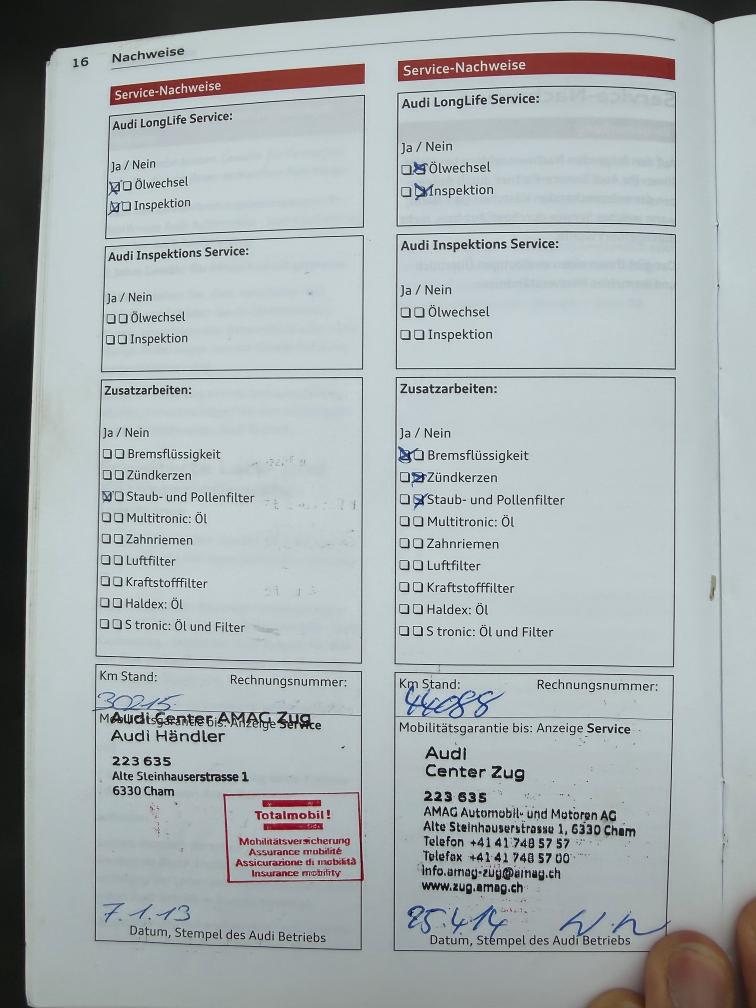 16 Nachweise
Service-Nachweise
Audi LongLife Service:
Ja / Nein
Ölwechsel
Inspektion
Audi Inspektions Service:
Ja / Nein
Ölwechsel
Inspektion
Zusatzarbeiten:
Ja / Nein
Bremsflüssigkeit
Zündkerzen
Staub- und Pollenfilter
Multitronic: Öl
Zahnriemen
Luftfilter
Kraftstofffilter
Haldex: Öl
S tronic: Öl und Filter
Km Stand: Rechnungsnummer:
30215
Mobilitätsgarantie bis: Anzeige Service
Audi Center AMAG Zug
Audi Händler
223 635
Alte Steinhauserstrasse 1
6330 Cham
Totalmobil!
Mobilitätsversicherung
Assurance mobilité
Assicurazione di mobilità
Insurance mobility
7.1.13
Datum, Stempel des Audi Betriebs
Service-Nachweise
Audi LongLife Service:
Ja / Nein
Ölwechsel
Inspektion
Audi Inspektions Service:
Ja / Nein
Ölwechsel
Inspektion
Zusatzarbeiten:
Ja / Nein
Bremsflüssigkeit
Zündkerzen
Staub- und Pollenfilter
Multitronic: Öl
Zahnriemen
Luftfilter
Kraftstofffilter
Haldex: Öl
S tronic: Öl und Filter
Km Stand: Rechnungsnummer:
44088
Mobilitätsgarantie bis: Anzeige Service
Audi
Center Zug
223 635
AMAG Automobil- und Motoren AG
Alte Steinhauserstrasse 1, 6330 Cham
Telefon +41 41 748 57 57
Telefax +41 41 748 57 00
info.amag-zug@amag.ch
www.zug.amag.ch
25.4.14
Datum, Stempel des Audi Betriebs